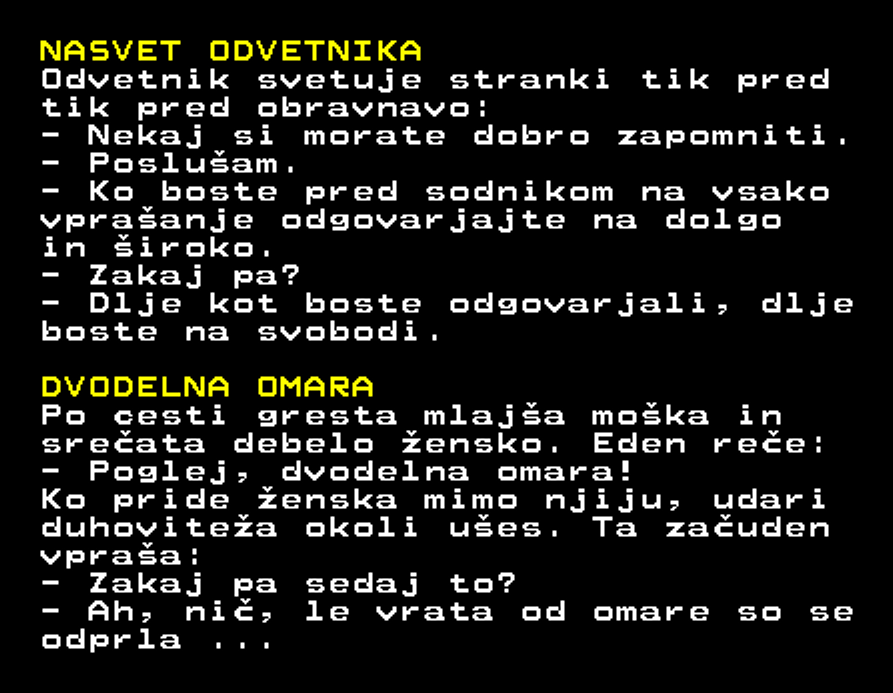 NASVET ODVETNIKA
Odvetnik svetuje stranki tik pred
tik pred obravnavo:
- Nekaj si morate dobro zapomniti.
- Poslušam.
- Ko boste pred sodnikom na vsako
vprašanje odgovarjajte na dolgo
in široko.
- Zakaj pa?
- Dlje kot boste odgovarjali, dlje
boste na svobodi.

DVODELNA OMARA
Po cesti gresta mlajša moška in
srečata debelo žensko. Eden reče:
- Poglej, dvodelna omara!
Ko pride ženska mimo njiju, udari
duhoviteža okoli ušes. Ta začuden
vpraša:
- Zakaj pa sedaj to?
- Ah, nič, le vrata od omare so se
odprla ...